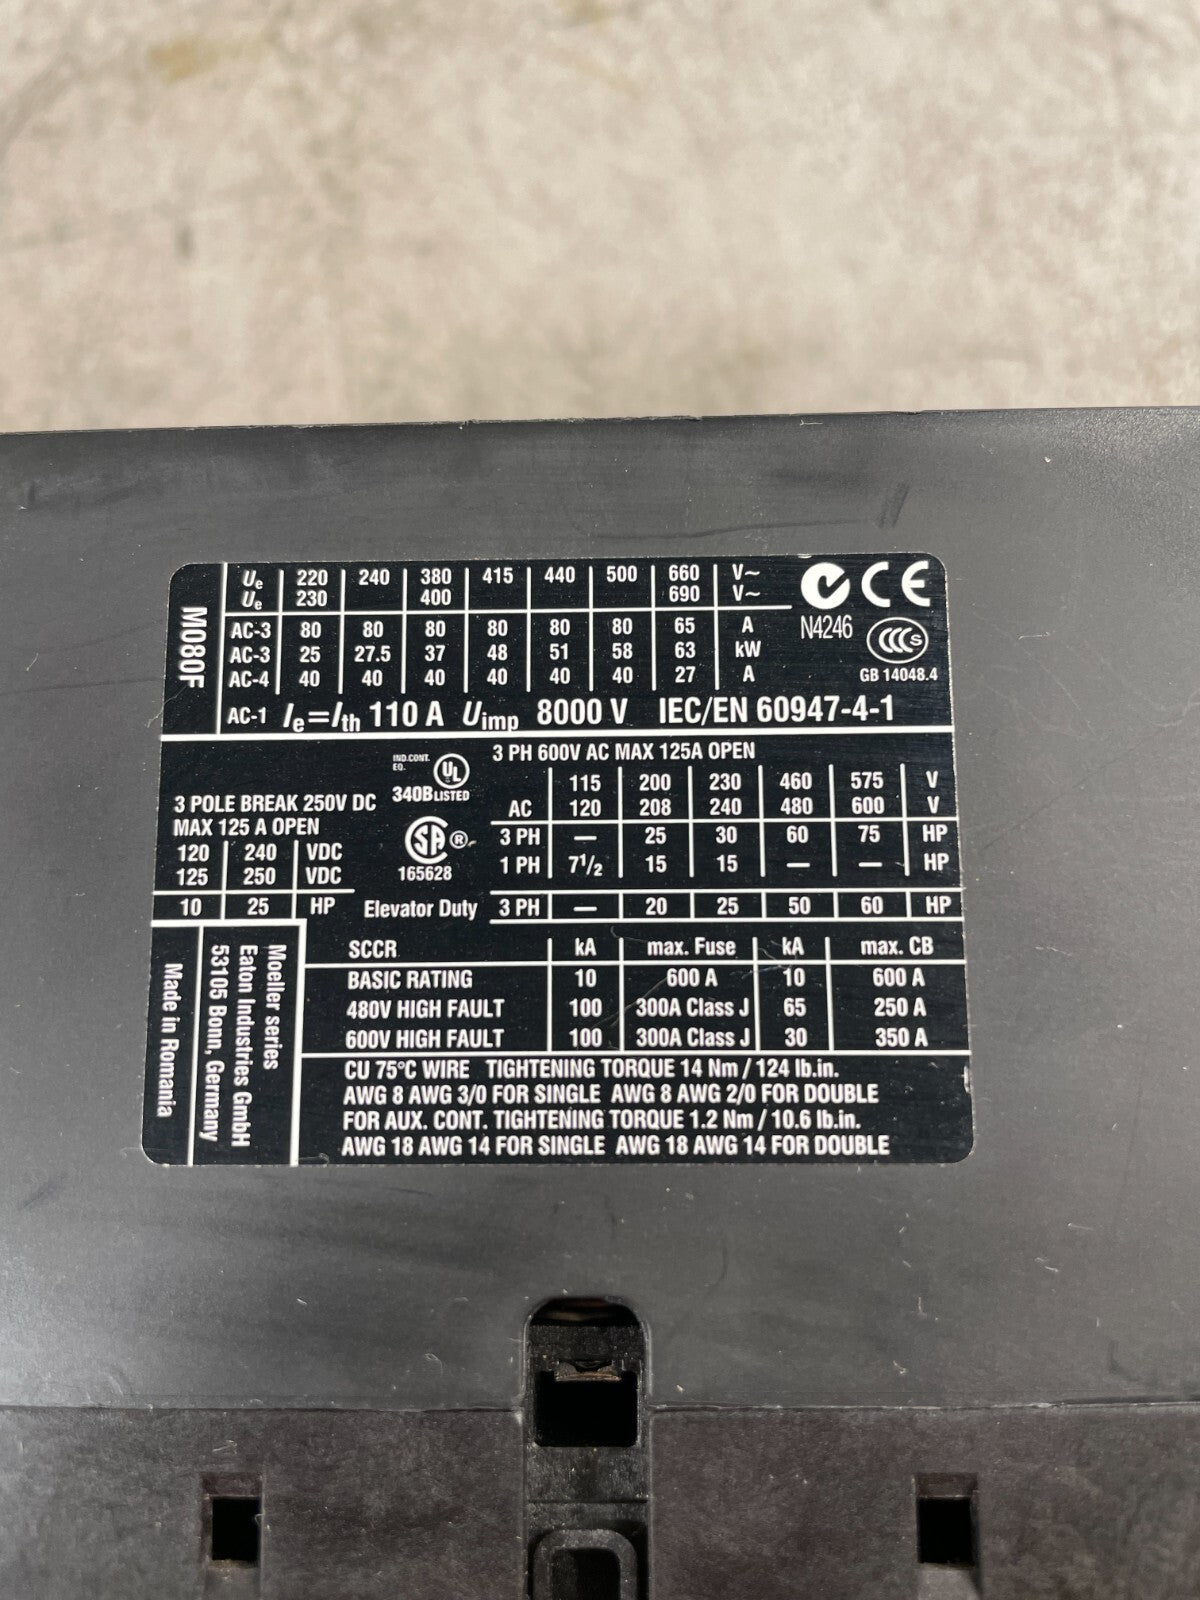 M080F
Ue 220 240 380 415 440 500 660 V~
Ue 230 400 690 V~
AC-3 80 80 80 80 80 80 65 A
AC-3 25 27.5 37 48 51 58 63 kW
AC-4 40 40 40 40 40 40 27 A
AC-1 Ie=Ith 110 A Uimp 8000 V IEC/EN 60947-4-1
CE
N4246
CCC S
GB 14048.4
3 POLE BREAK 250V DC
MAX 125 A OPEN
120 240 VDC
125 250 VDC
10 25 HP
IND.CONT.
EQ.
UL
340B LISTED
SA ®
165628
3 PH 600V AC MAX 125A OPEN
115 200 230 460 575 V
AC 120 208 240 480 600 V
3 PH — 25 30 60 75 HP
1 PH 7 1/2 15 15 — — HP
Elevator Duty 3 PH — 20 25 50 60 HP
Moeller series
Eaton Industries GmbH
53105 Bonn, Germany
Made in Romania
SCCR kA max. Fuse kA max. CB
BASIC RATING 10 600 A 10 600 A
480V HIGH FAULT 100 300A Class J 65 250 A
600V HIGH FAULT 100 300A Class J 30 350 A
CU 75°C WIRE TIGHTENING TORQUE 14 Nm / 124 lb.in.
AWG 8 AWG 3/0 FOR SINGLE AWG 8 AWG 2/0 FOR DOUBLE
FOR AUX. CONT. TIGHTENING TORQUE 1.2 Nm / 10.6 lb.in.
AWG 18 AWG 14 FOR SINGLE AWG 18 AWG 14 FOR DOUBLE